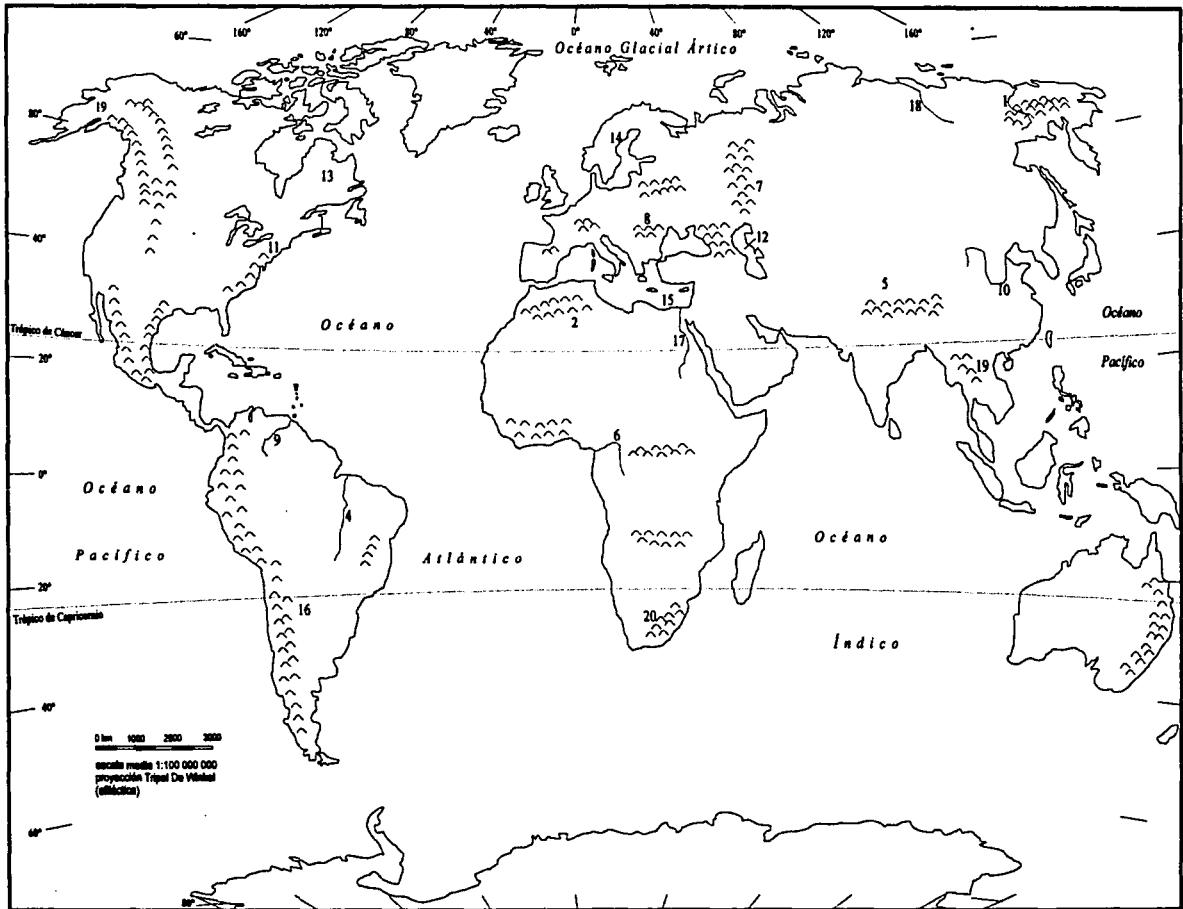 60° 160° 120° 80° 40° 0° 40° 80° 120° 160°
Océano Glacial Ártico
19
80°
18
1
14
13
7
8
12
40°
11
5
10
15
Océano
2
Océano
Trópico de Cáncer
17
20°
Pacífico
19
9
6
0°
Océano
4
Océano
Pacífico
Atlántico
20°
16
Trópico de Capricornio
20
Índico
40°
0 km 1000 2000 3000
escala media 1:100 000 000
proyección Tripel De Winkel
(afiláctica)
60°
80°